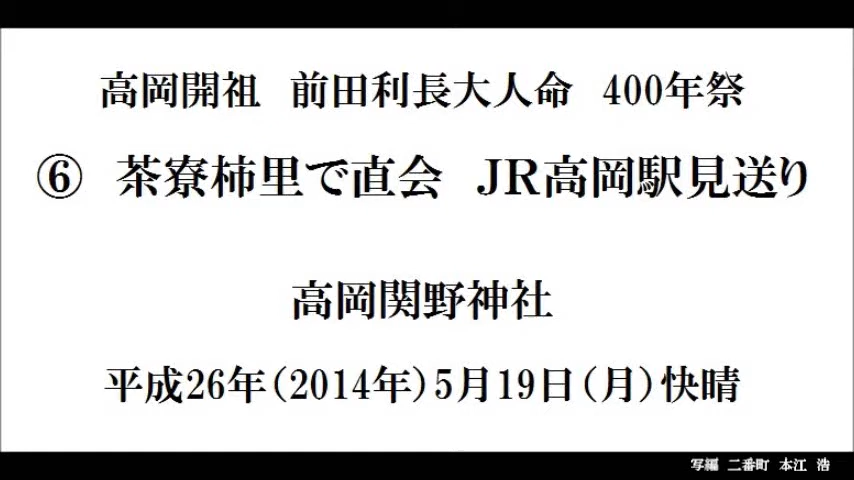 高岡開祖　前田利長大人命　400年祭
⑥　茶寮柿里で直会　JR高岡駅見送り
高岡関野神社
平成26年(2014年)5月19日(月)快晴
写編　二番町　本江　浩